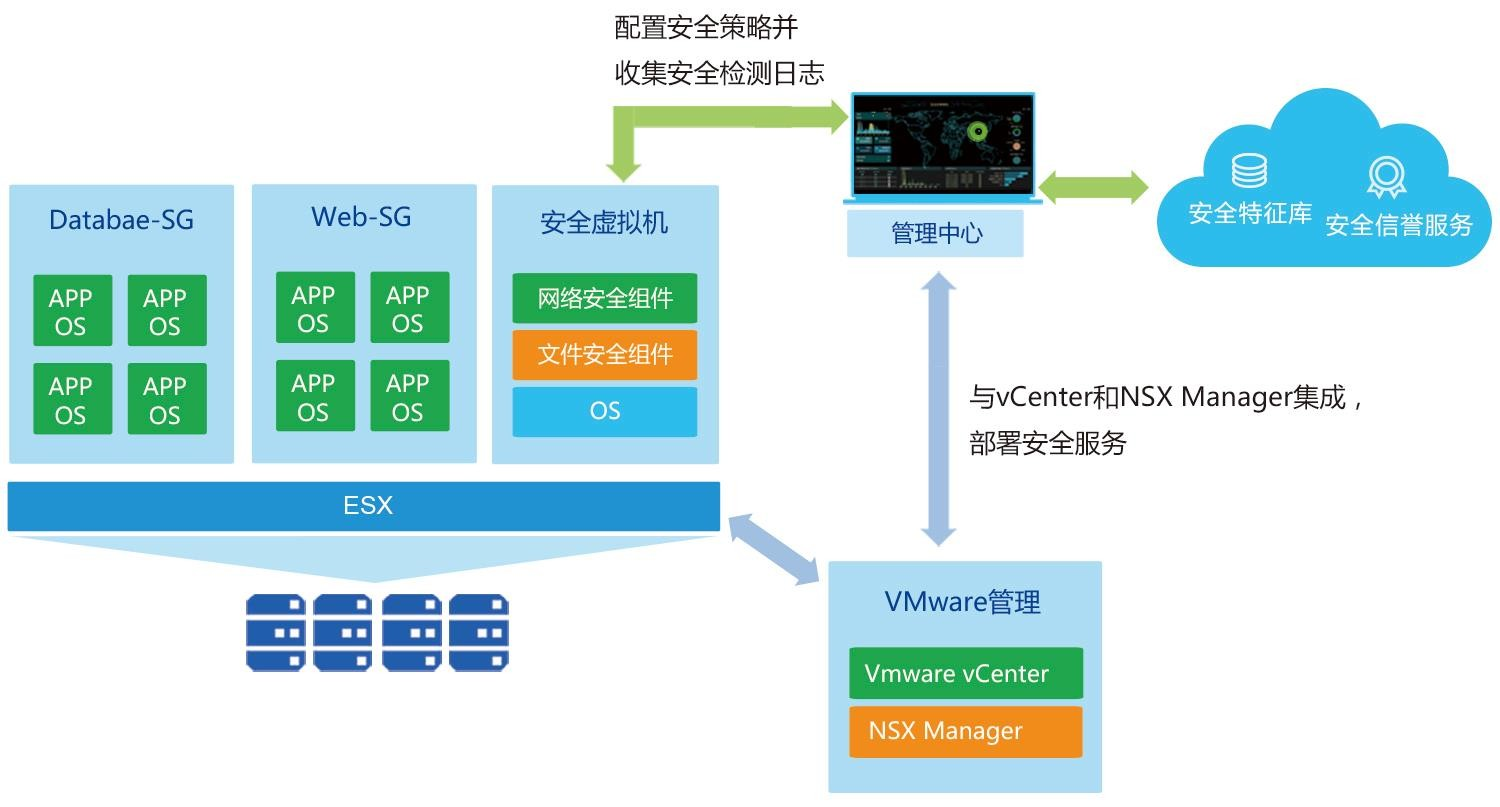 配置安全策略并
收集安全检测日志
Databae-SG
Web-SG
安全虚拟机
APP
OS
APP
OS
APP
OS
APP
OS
APP
OS
APP
OS
APP
OS
APP
OS
网络安全组件
文件安全组件
OS
ESX
管理中心
安全特征库
安全信誉服务
与vCenter和NSX Manager集成，
部署安全服务
VMware管理
Vmware vCenter
NSX Manager